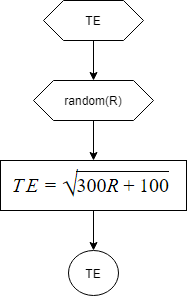 TE
random(R)
TE = √300R + 100
TE